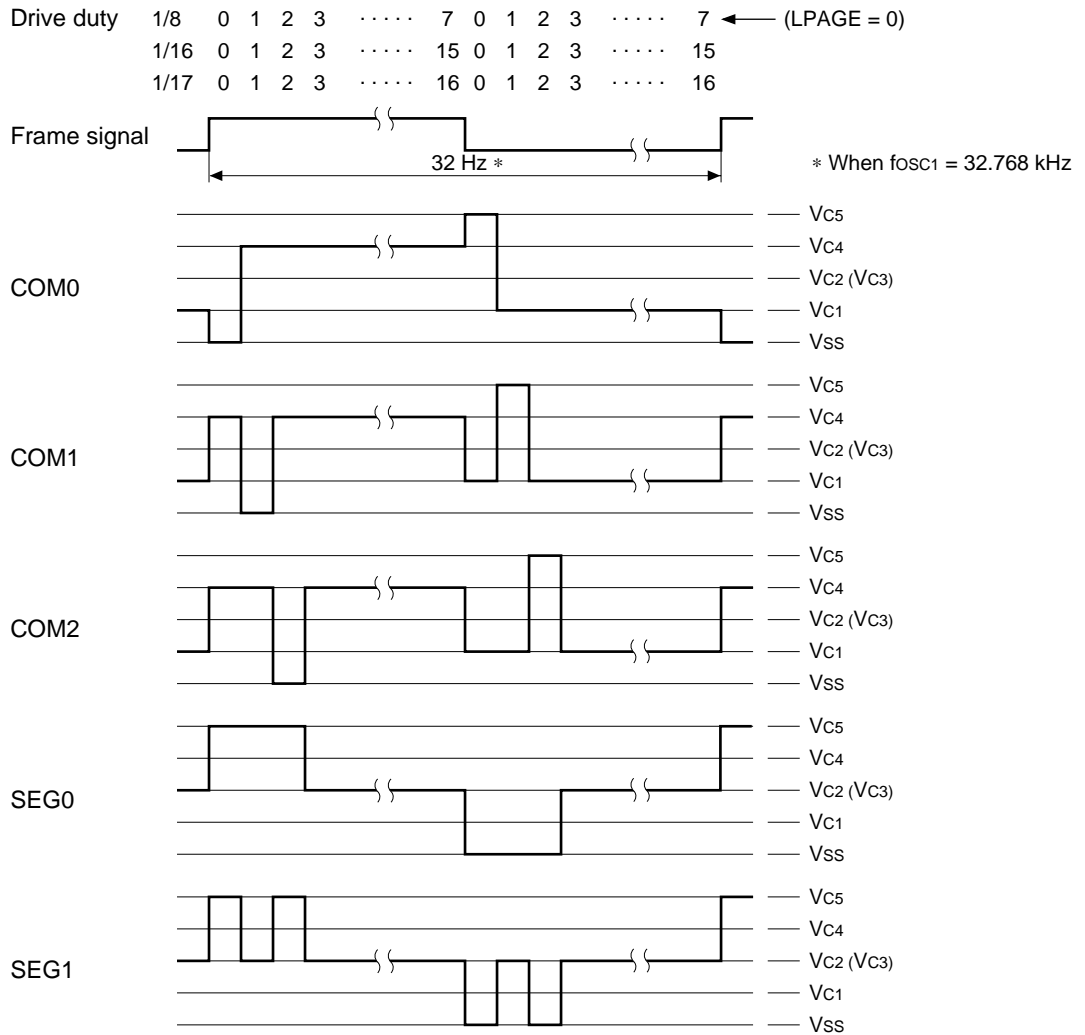 Drive duty 1/8 0 1 2 3 ····· 7 0 1 2 3 ····· 7 (LPAGE = 0)
1/16 0 1 2 3 ····· 15 0 1 2 3 ····· 15
1/17 0 1 2 3 ····· 16 0 1 2 3 ····· 16
Frame signal
32 Hz *
* When fOSC1 = 32.768 kHz
COM0
VC5
VC4
VC2 (VC3)
VC1
VSS
COM1
VC5
VC4
VC2 (VC3)
VC1
VSS
COM2
VC5
VC4
VC2 (VC3)
VC1
VSS
SEG0
VC5
VC4
VC2 (VC3)
VC1
VSS
SEG1
VC5
VC4
VC2 (VC3)
VC1
VSS